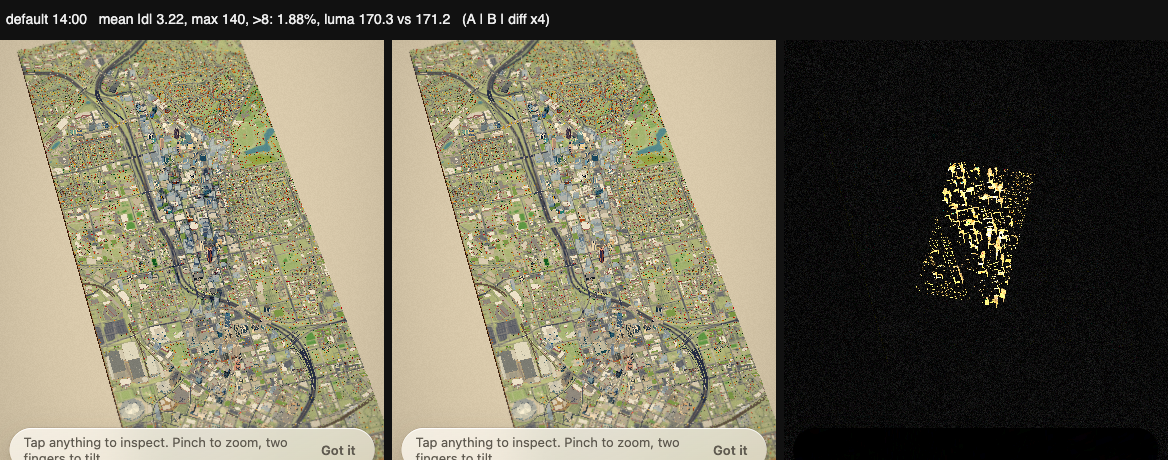 default 14:00 mean |d| 3.22, max 140, >8: 1.88%, luma 170.3 vs 171.2 (A | B | diff x4)
Tap anything to inspect. Pinch to zoom, two
fingers to tilt
Got it
Tap anything to inspect. Pinch to zoom, two
fingers to tilt
Got it